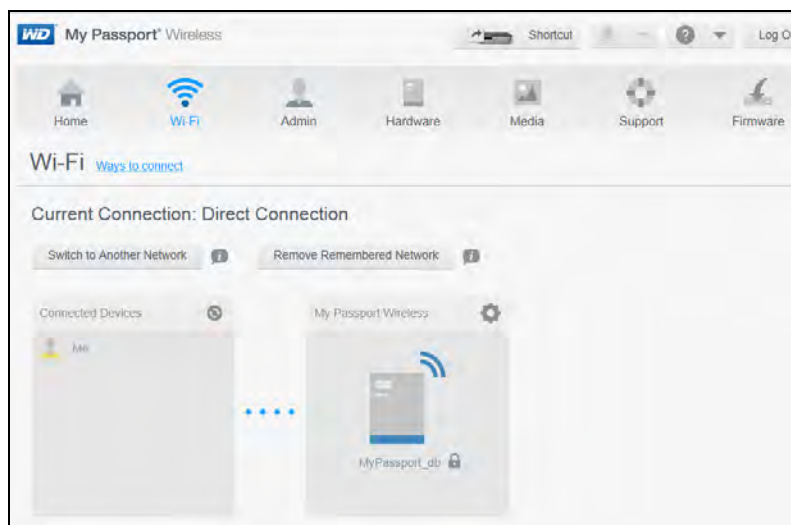 WD My Passport® Wireless
Shortcut
? 
Log O
Home
Wi-Fi
Admin
Hardware
Media
Support
Firmware
Wi-Fi Ways to connect
Current Connection: Direct Connection
Switch to Another Network
Remove Remembered Network
Connected Devices
My Passport Wireless
Me
MyPassport_db